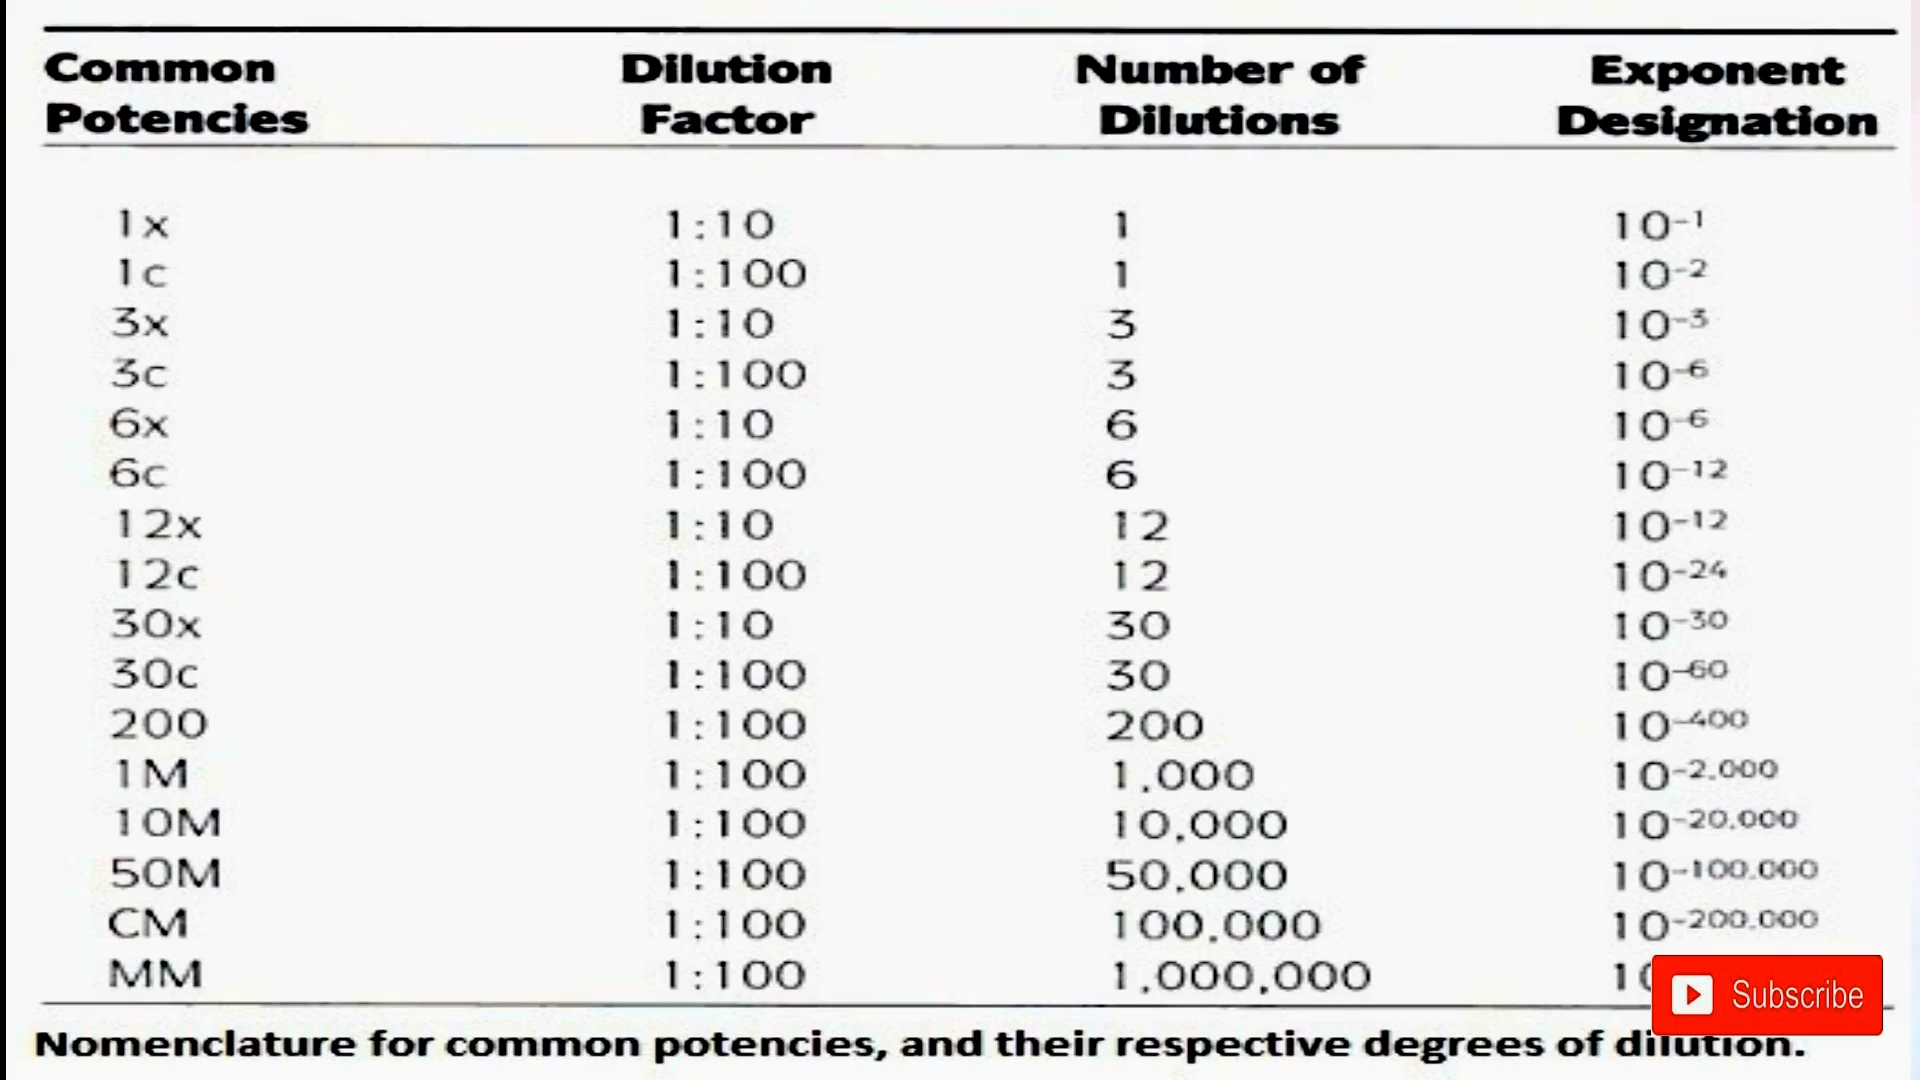 Common Potencies Dilution Factor Number of Dilutions Exponent Designation
1x 1:10 1 10⁻¹
1c 1:100 1 10⁻²
3x 1:10 3 10⁻³
3c 1:100 3 10⁻⁶
6x 1:10 6 10⁻⁶
6c 1:100 6 10⁻¹²
12x 1:10 12 10⁻¹²
12c 1:100 12 10⁻²⁴
30x 1:10 30 10⁻³⁰
30c 1:100 30 10⁻⁶⁰
200 1:100 200 10⁻⁴⁰⁰
1M 1:100 1,000 10⁻²,⁰⁰⁰
10M 1:100 10,000 10⁻²⁰,⁰⁰⁰
50M 1:100 50,000 10⁻¹⁰⁰,⁰⁰⁰
CM 1:100 100,000 10⁻²⁰⁰,⁰⁰⁰
MM 1:100 1,000,000
Subscribe
Nomenclature for common potencies, and their respective degrees of dilution.